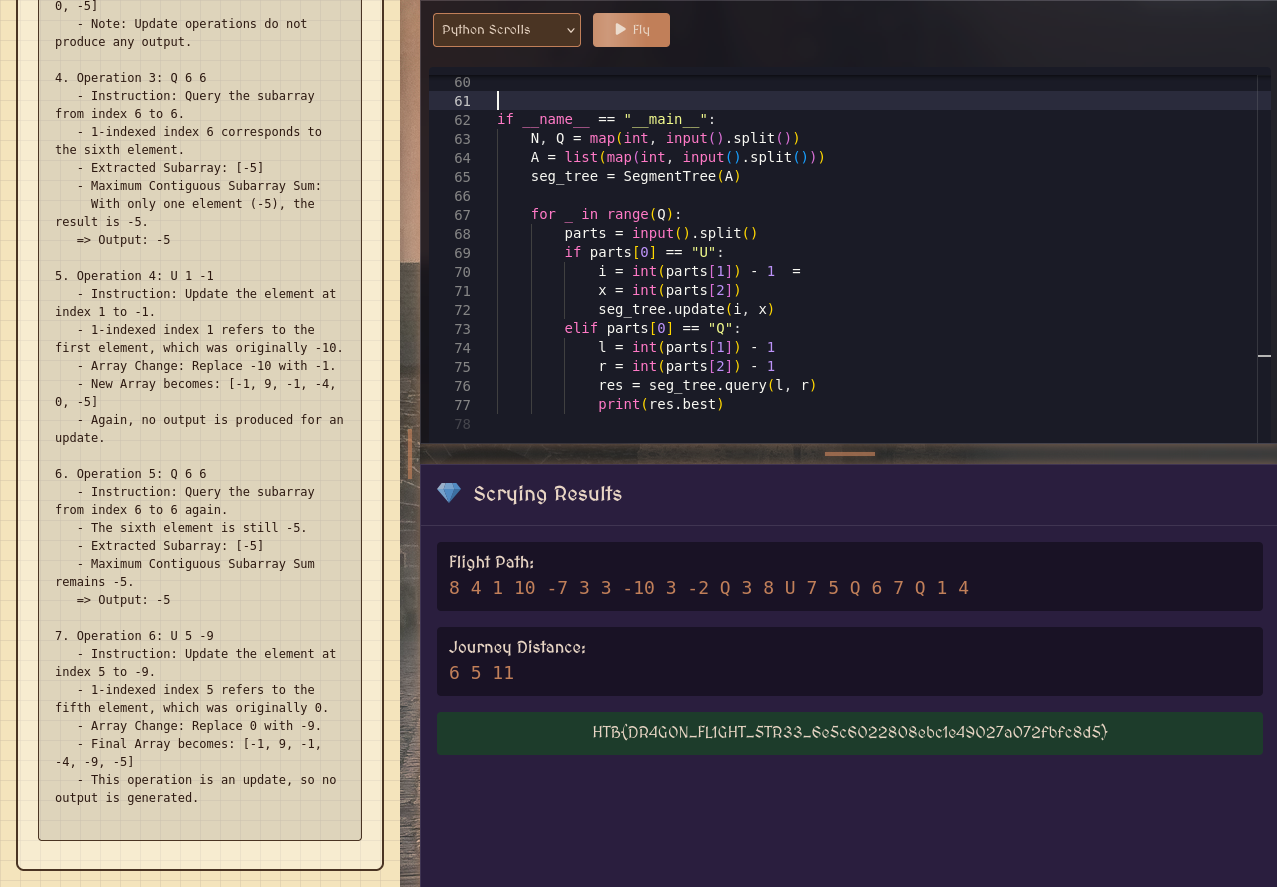 0, -5]
- Note: Update operations do not
produce any output.
4. Operation 3: Q 6 6
- Instruction: Query the subarray
from index 6 to 6.
- 1-indexed index 6 corresponds to
the sixth element.
- Extracted Subarray: [-5]
- Maximum Contiguous Subarray Sum:
With only one element (-5), the
result is -5.
=> Output: -5
5. Operation 4: U 1 -1
- Instruction: Update the element at
index 1 to -1.
- 1-indexed index 1 refers to the
first element, which was originally -10.
- Array Change: Replace -10 with -1.
- New Array becomes: [-1, 9, -1, -4,
0, -5]
- Again, no output is produced for an
update.
6. Operation 5: Q 6 6
- Instruction: Query the subarray
from index 6 to 6 again.
- The sixth element is still -5.
- Extracted Subarray: [-5]
- Maximum Contiguous Subarray Sum
remains -5.
=> Output: -5
7. Operation 6: U 5 -9
- Instruction: Update the element at
index 5 to -9.
- 1-indexed index 5 refers to the
fifth element, which was originally 0.
- Array Change: Replace 0 with -9.
- Final Array becomes: [-1, 9, -1,
-4, -9, -5]
- This operation is an update, so no
output is generated.
Python Scrolls
Fly
60
61
62 if __name__ == "__main__":
63     N, Q = map(int, input().split())
64     A = list(map(int, input().split()))
65     seg_tree = SegmentTree(A)
66
67     for _ in range(Q):
68         parts = input().split()
69         if parts[0] == "U":
70             i = int(parts[1]) - 1  =
71             x = int(parts[2])
72             seg_tree.update(i, x)
73         elif parts[0] == "Q":
74             l = int(parts[1]) - 1
75             r = int(parts[2]) - 1
76             res = seg_tree.query(l, r)
77             print(res.best)
78
Scrying Results
Flight Path:
8 4 1 10 -7 3 3 -10 3 -2 Q 3 8 U 7 5 Q 6 7 Q 1 4
Journey Distance:
6 5 11
HTB{DR4GON_FL1GHT_5TR33_6e5c6022808ebc1e49027a072fbfc8d5}